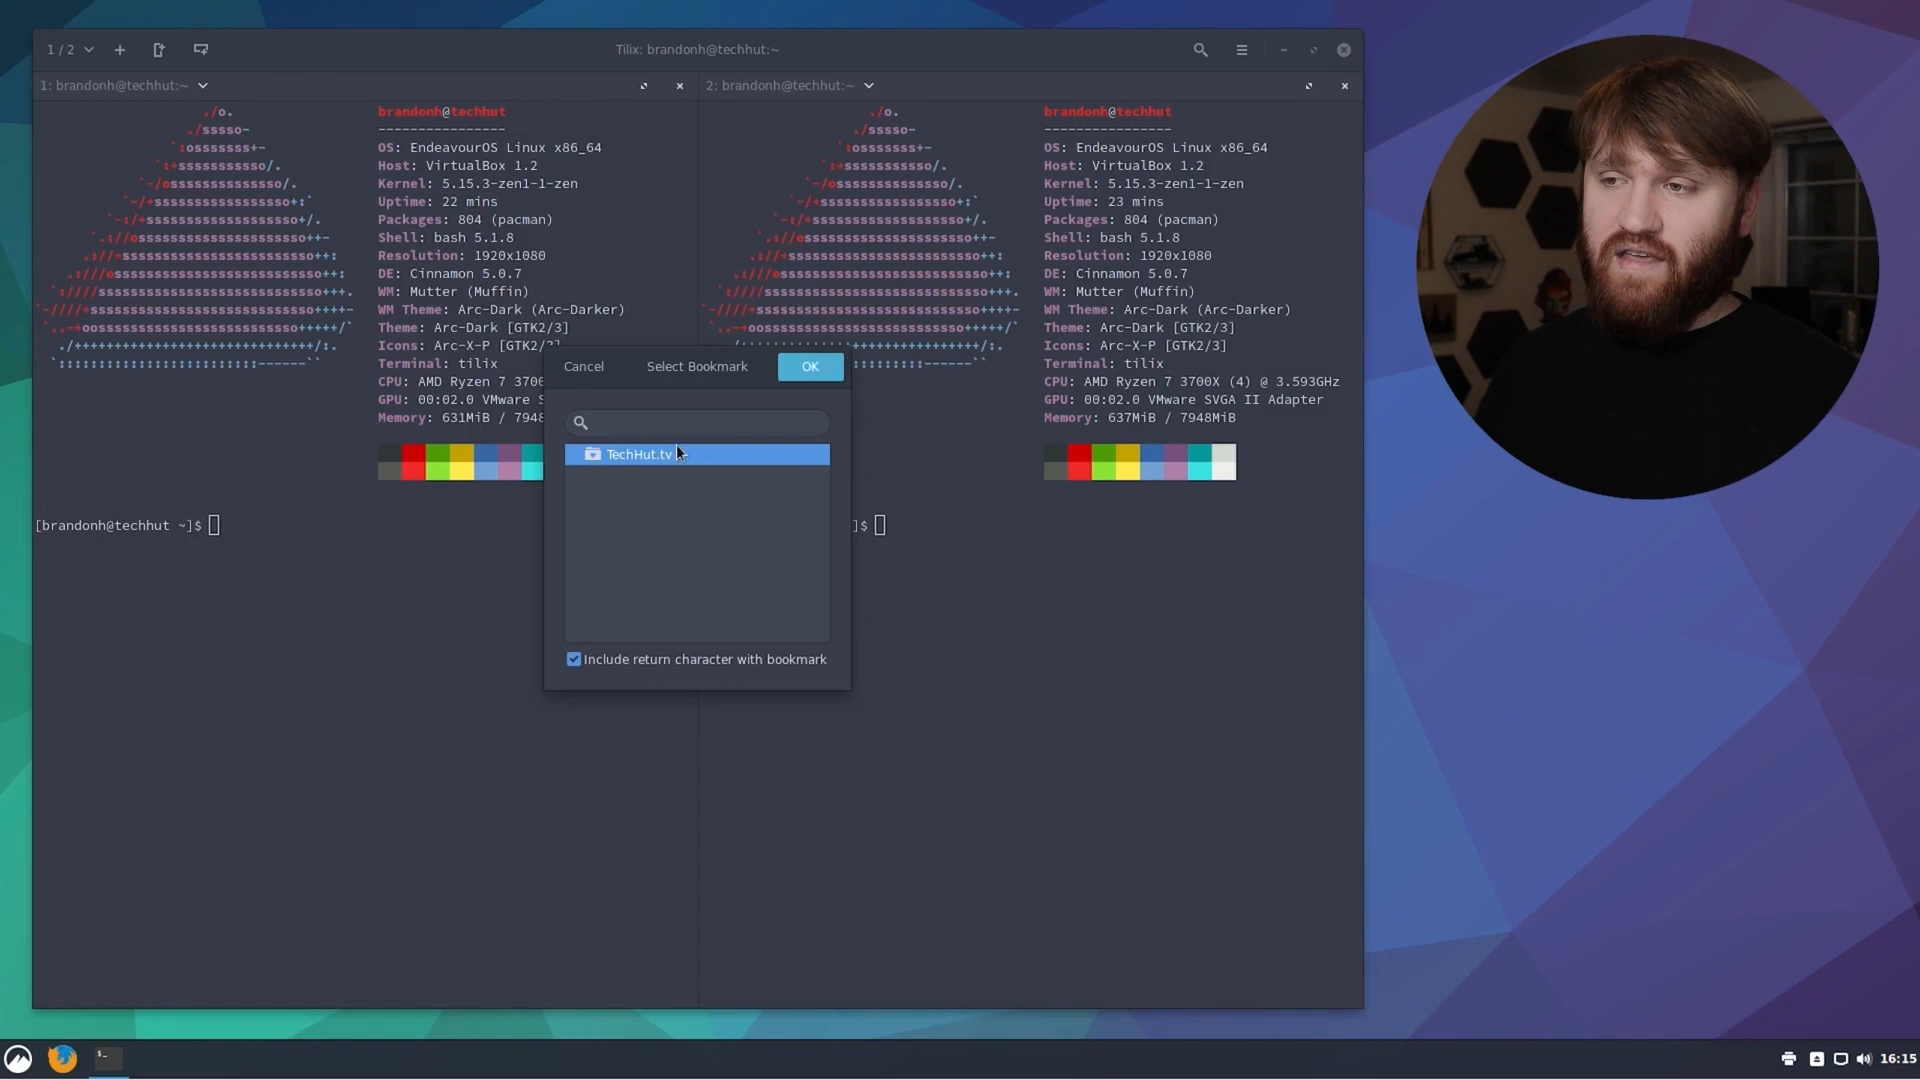 1 / 2
Tilix: brandonh@techhut:~
1: brandonh@techhut:~
2: brandonh@techhut:~
brandonh@techhut
----------------
OS: EndeavourOS Linux x86_64
Host: VirtualBox 1.2
Kernel: 5.15.3-zen1-1-zen
Uptime: 22 mins
Packages: 804 (pacman)
Shell: bash 5.1.8
Resolution: 1920x1080
DE: Cinnamon 5.0.7
WM: Mutter (Muffin)
WM Theme: Arc-Darker (Arc-Darker)
Theme: Arc-Dark [GTK2/3]
Icons: Arc-X-P [GTK2/3]
Terminal: tilix
CPU: AMD Ryzen 7 3700
GPU: 00:02.0 VMware S
Memory: 631MiB / 7948
[brandonh@techhut ~]$
brandonh@techhut
----------------
OS: EndeavourOS Linux x86_64
Host: VirtualBox 1.2
Kernel: 5.15.3-zen1-1-zen
Uptime: 23 mins
Packages: 804 (pacman)
Shell: bash 5.1.8
Resolution: 1920x1080
DE: Cinnamon 5.0.7
WM: Mutter (Muffin)
WM Theme: Arc-Dark (Arc-Darker)
Theme: Arc-Dark [GTK2/3]
Icons: Arc-X-P [GTK2/3]
Terminal: tilix
CPU: AMD Ryzen 7 3700X (4) @ 3.593GHz
GPU: 00:02.0 VMware SVGA II Adapter
Memory: 637MiB / 7948MiB
]$
Cancel
Select Bookmark
OK
TechHut.tv
Include return character with bookmark
16:15